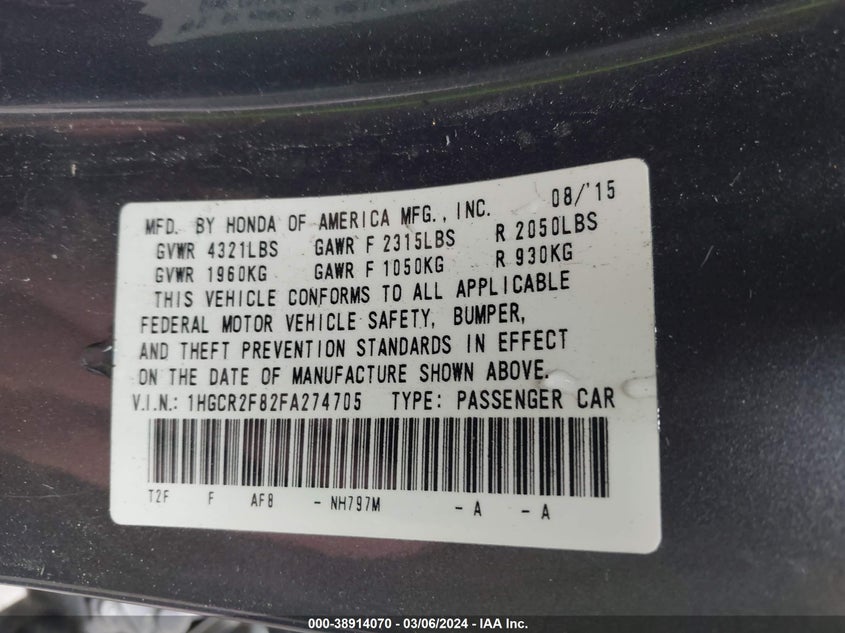 MFD. BY HONDA OF AMERICA MFG., INC. 08/'15
GVWR 4321LBS GAWR F 2315LBS R 2050LBS
GVWR 1960KG GAWR F 1050KG R 930KG
THIS VEHICLE CONFORMS TO ALL APPLICABLE
FEDERAL MOTOR VEHICLE SAFETY, BUMPER,
AND THEFT PREVENTION STANDARDS IN EFFECT
ON THE DATE OF MANUFACTURE SHOWN ABOVE.
V.I.N.: 1HGCR2F82FA274705 TYPE: PASSENGER CAR
T2F F AF8 - NH797M - A - A
000-38914070 — 03/06/2024 — IAA Inc.